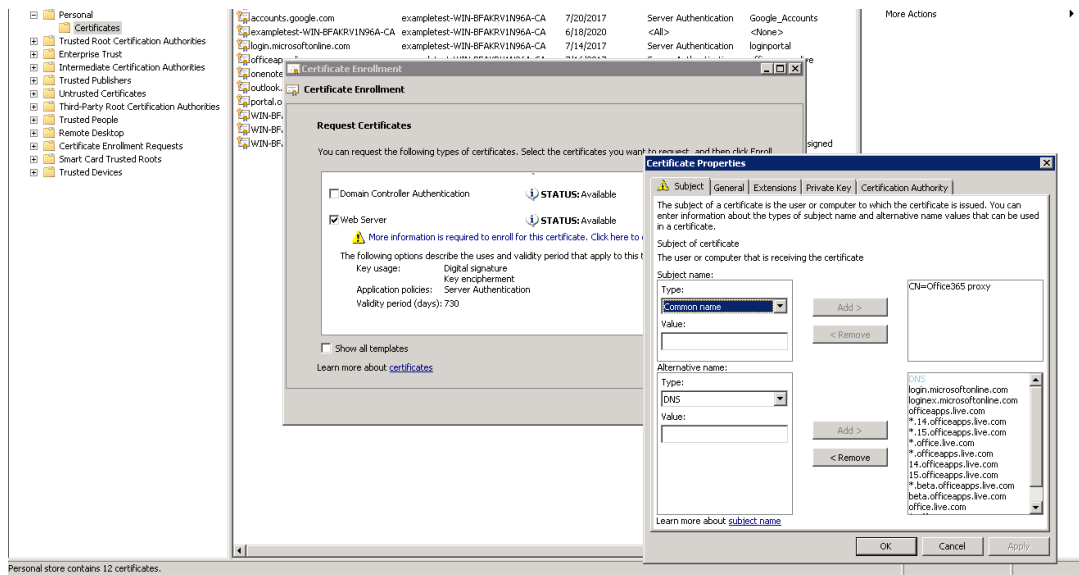 Personal
Certificates
Trusted Root Certification Authorities
Enterprise Trust
Intermediate Certification Authorities
Trusted Publishers
Untrusted Certificates
Third-Party Root Certification Authorities
Trusted People
Remote Desktop
Certificate Enrollment Requests
Smart Card Trusted Roots
Trusted Devices
accounts.google.com exampletest-WIN-BFAKRV1N96A-CA 7/20/2017 Server Authentication Google_Accounts
exampletest-WIN-BFAKRV1N96A-CA exampletest-WIN-BFAKRV1N96A-CA 6/18/2020 <All> <None>
login.microsoftonline.com exampletest-WIN-BFAKRV1N96A-CA 7/14/2017 Server Authentication loginportal
officeap
onenote
outlook.
portal.o
WIN-BF
WIN-BF
WIN-BF
signed
More Actions
Certificate Enrollment
Certificate Enrollment
Request Certificates
You can request the following types of certificates. Select the certificates you want to request, and then click Enroll.
Domain Controller Authentication STATUS: Available
Web Server STATUS: Available
More information is required to enroll for this certificate. Click here to
The following options describe the uses and validity period that apply to this t
Key usage: Digital signature
Key encipherment
Application policies: Server Authentication
Validity period (days): 730
Show all templates
Learn more about certificates
Certificate Properties
Subject General Extensions Private Key Certification Authority
The subject of a certificate is the user or computer to which the certificate is issued. You can
enter information about the types of subject name and alternative name values that can be used
in a certificate.
Subject of certificate
The user or computer that is receiving the certificate
Subject name:
Type:
Common name
Value:
Add >
< Remove
CN=Office365 proxy
Alternative name:
Type:
DNS
Value:
Add >
< Remove
DNS
login.microsoftonline.com
loginex.microsoftonline.com
officeapps.live.com
*.14.officeapps.live.com
*.15.officeapps.live.com
*.office.live.com
*.officeapps.live.com
14.officeapps.live.com
15.officeapps.live.com
*.beta.officeapps.live.com
beta.officeapps.live.com
office.live.com
Learn more about subject name
OK Cancel Apply
Personal store contains 12 certificates.